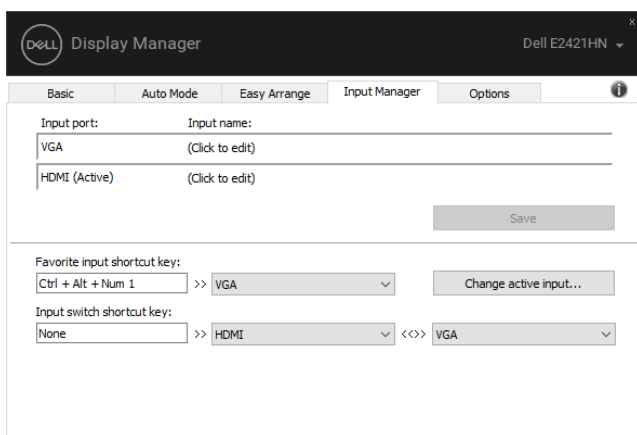 DELL Display Manager
Dell E2421HN
x
Basic Auto Mode Easy Arrange Input Manager Options
Input port: Input name:
VGA (Click to edit)
HDMI (Active) (Click to edit)
Save
Favorite input shortcut key:
Ctrl + Alt + Num 1 >> VGA Change active input...
Input switch shortcut key:
None >> HDMI <<>> VGA